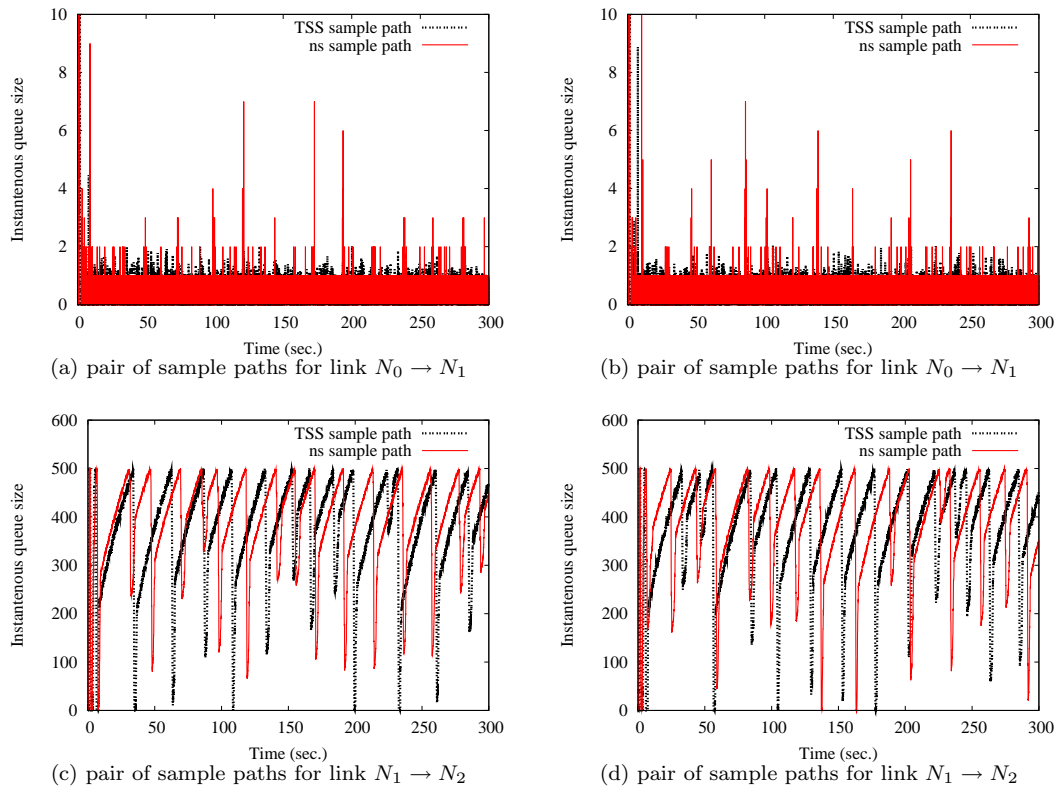 TSS sample path
ns sample path
Instantenous queue size
10
8
6
4
2
0
0 50 100 150 200 250 300
Time (sec.)
(a) pair of sample paths for link N₀ → N₁
TSS sample path
ns sample path
Instantenous queue size
10
8
6
4
2
0
0 50 100 150 200 250 300
Time (sec.)
(b) pair of sample paths for link N₀ → N₁
TSS sample path
ns sample path
Instantenous queue size
600
500
400
300
200
100
0
0 50 100 150 200 250 300
Time (sec.)
(c) pair of sample paths for link N₁ → N₂
TSS sample path
ns sample path
Instantenous queue size
600
500
400
300
200
100
0
0 50 100 150 200 250 300
Time (sec.)
(d) pair of sample paths for link N₁ → N₂